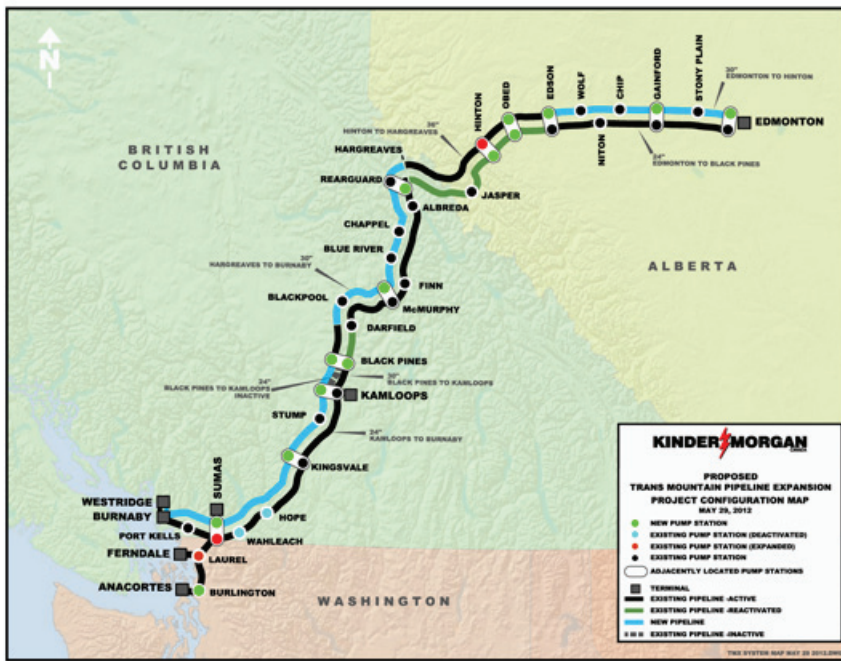 N
BRITISH
COLUMBIA
ALBERTA
WASHINGTON
HINTON
OBED
EDSON
WOLF
CHIP
GAINFORD
STONY PLAIN
30"
EDMONTON TO HINTON
EDMONTON
NITON
24"
EDMONTON TO BLACK PINES
36"
HINTON TO HARGREAVES
HARGREAVES
REARGUARD
JASPER
ALBREDA
CHAPPEL
BLUE RIVER
30"
HARGREAVES TO BURNABY
FINN
BLACKPOOL
McMURPHY
DARFIELD
BLACK PINES
24"
BLACK PINES TO KAMLOOPS
INACTIVE
30"
BLACK PINES TO KAMLOOPS
KAMLOOPS
STUMP
24"
KAMLOOPS TO BURNABY
KINGSVALE
SUMAS
WESTRIDGE
BURNABY
HOPE
PORT KELLS
WAHLEACH
FERNDALE
LAUREL
ANACORTES
BURLINGTON
KINDER MORGAN
CANADA
PROPOSED
TRANS MOUNTAIN PIPELINE EXPANSION
PROJECT CONFIGURATION MAP
MAY 29, 2012
NEW PUMP STATION
EXISTING PUMP STATION (DEACTIVATED)
EXISTING PUMP STATION (EXPANDED)
EXISTING PUMP STATION
ADJACENTLY LOCATED PUMP STATIONS
TERMINAL
EXISTING PIPELINE -ACTIVE
EXISTING PIPELINE -REACTIVATED
NEW PIPELINE
EXISTING PIPELINE -INACTIVE